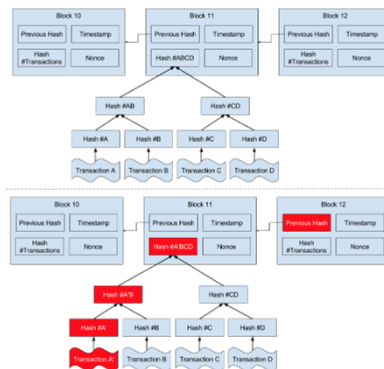 Block 10
Block 11
Block 12
Previous Hash
Timestamp
Previous Hash
Timestamp
Previous Hash
Timestamp
Hash
#Transactions
Nonce
Hash #ABCD
Nonce
Hash
#Transactions
Nonce
Hash #AB
Hash #CD
Hash #A
Hash #B
Hash #C
Hash #D
Transaction A
Transaction B
Transaction C
Transaction D
Block 10
Block 11
Block 12
Previous Hash
Timestamp
Previous Hash
Timestamp
Previous Hash
Timestamp
Hash
#Transactions
Nonce
Hash #A'BCD
Nonce
Hash
#Transactions
Nonce
Hash #A'B
Hash #CD
Hash #A'
Hash #B
Hash #C
Hash #D
Transaction A'
Transaction B
Transaction C
Transaction D